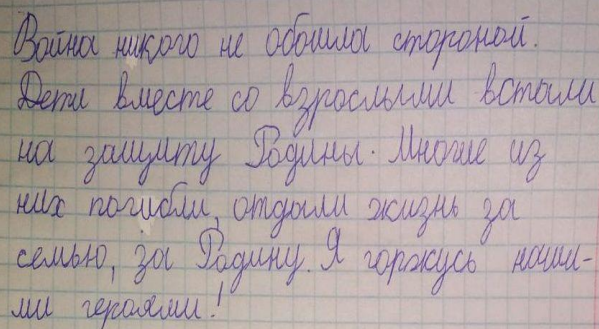 Война никого не обошла стороной.
Дети вместе со взрослыми встали
на защиту Родины. Многие из
них погибли, отдали жизнь за
семью, за Родину. Я горжусь наши-
ми героями!